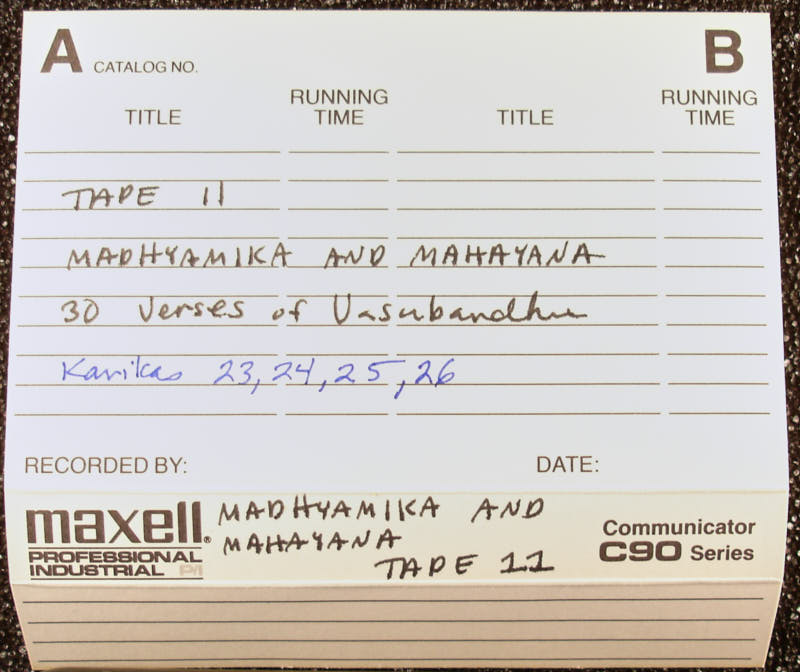 A CATALOG NO. B
TITLE RUNNING TIME TITLE RUNNING TIME
TAPE 11
MADHYAMIKA AND MAHAYANA
30 Verses of Vasubandhu
Karikas 23, 24, 25, 26
RECORDED BY: DATE:
maxell®
PROFESSIONAL
INDUSTRIAL P/I
MADHYAMIKA AND
MAHAYANA
TAPE 11
Communicator
C90 Series